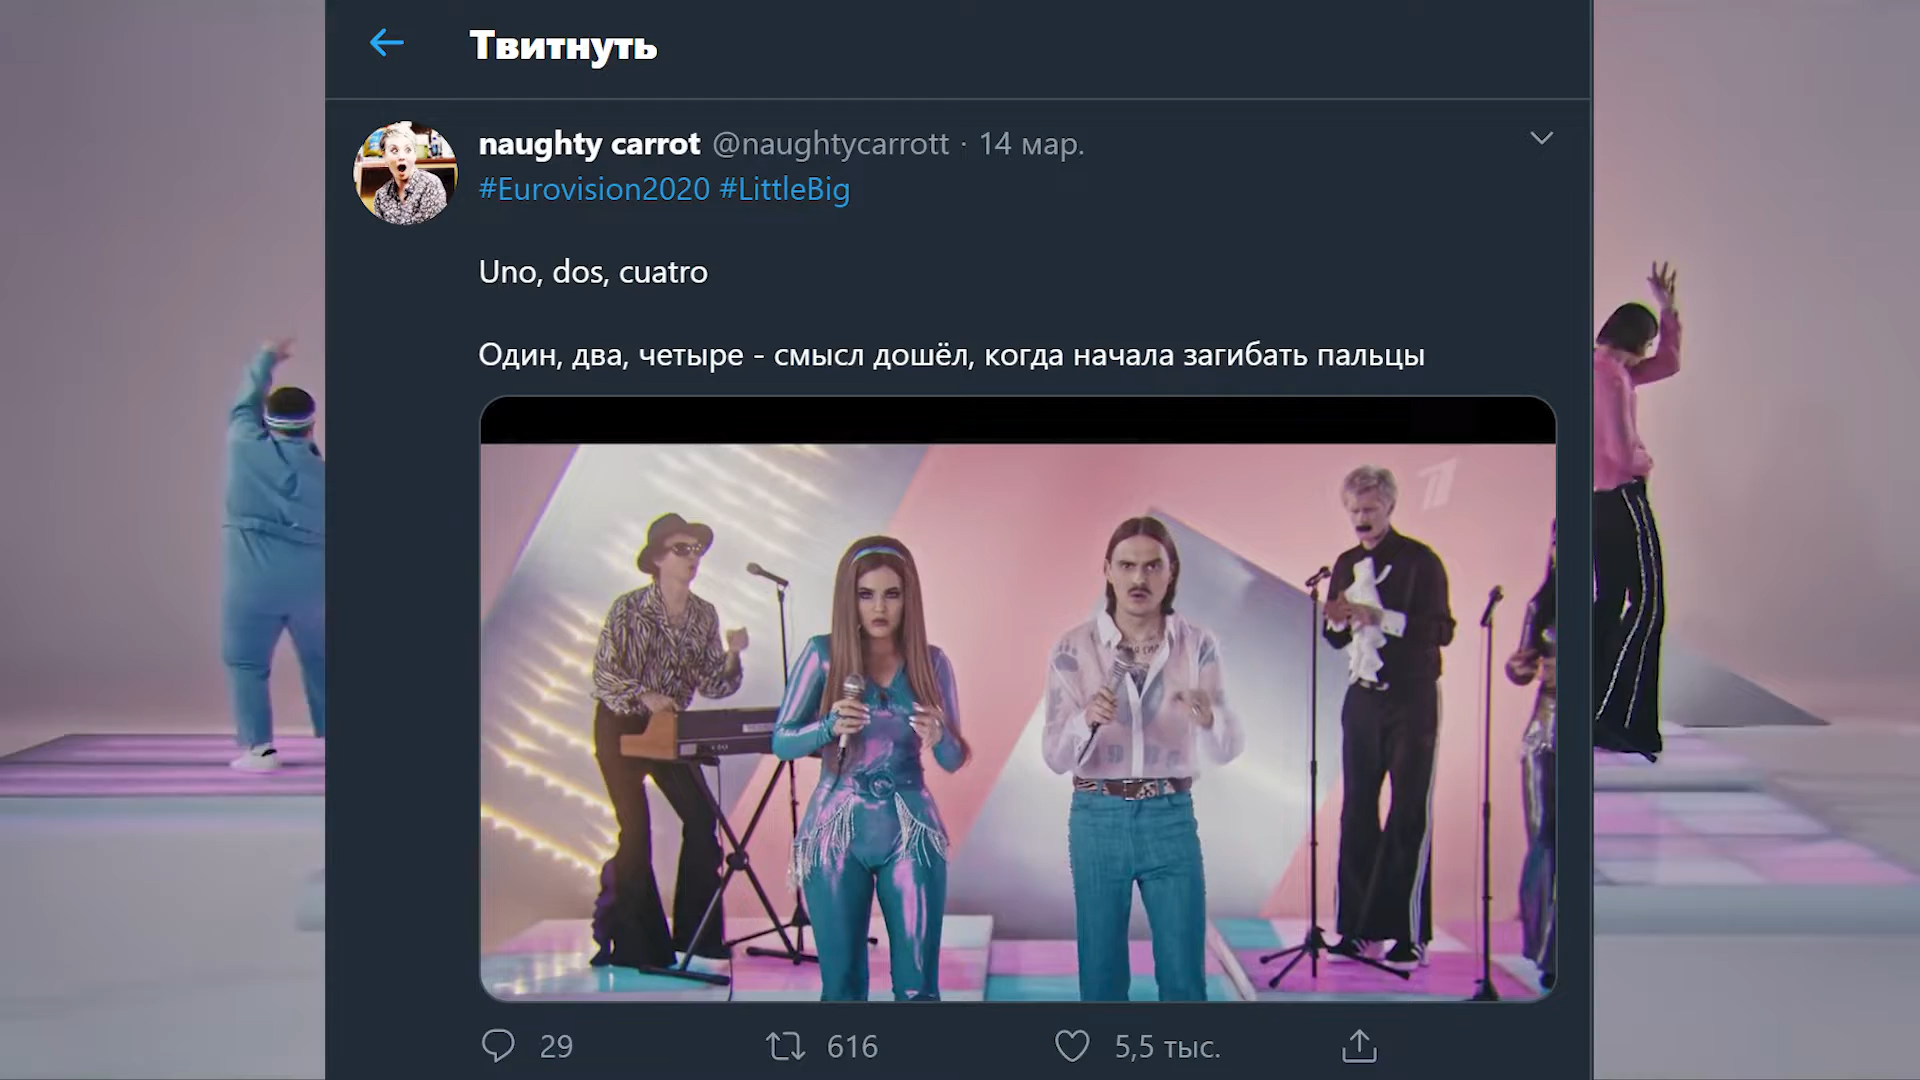 Твитнуть
naughty carrot @naughtycarrott · 14 мар.
#Eurovision2020 #LittleBig
Uno, dos, cuatro
Один, два, четыре - смысл дошёл, когда начала загибать пальцы
29 616 5,5 тыс.